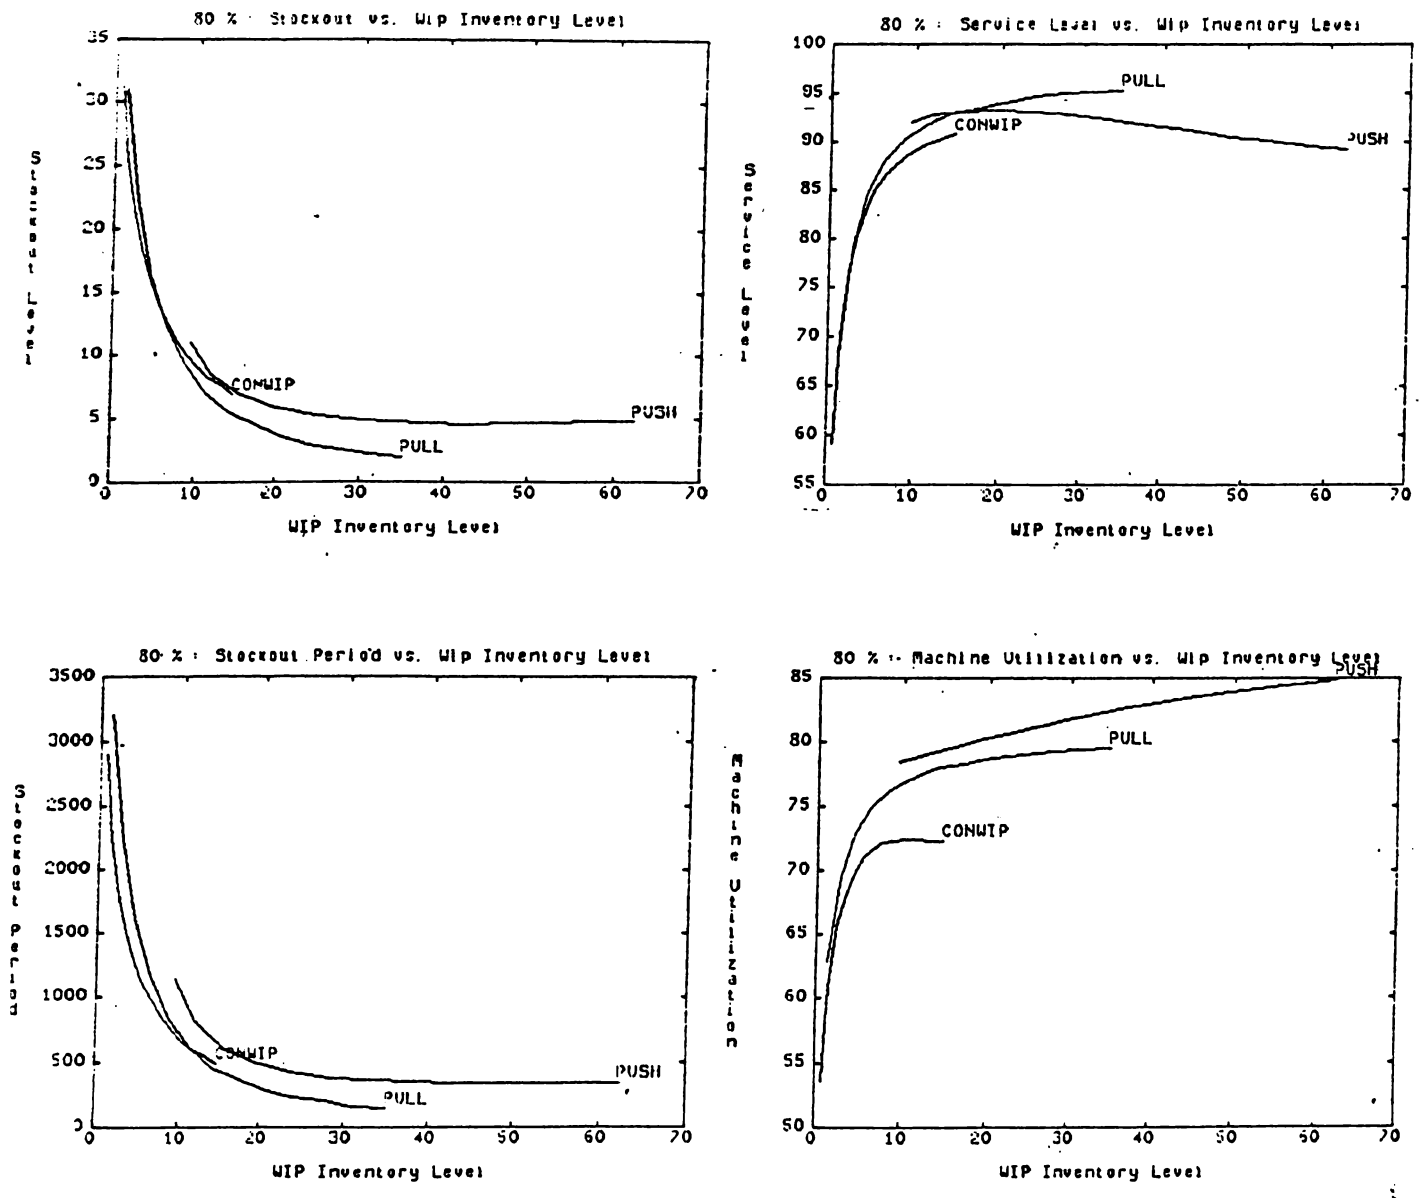 80 % : Stockout vs. Wip Inventory Level
35
30
25
20
15
10
5
0
0 10 20 30 40 50 60 70
Stockout Level
WIP Inventory Level
CONWIP
PUSH
PULL
80 % : Service Level vs. Wip Inventory Level
100
95
90
85
80
75
70
65
60
55
0 10 20 30 40 50 60 70
Service Level
WIP Inventory Level
PULL
CONWIP
PUSH
80 % : Stockout Period vs. Wip Inventory Level
3500
3000
2500
2000
1500
1000
500
0
0 10 20 30 40 50 60 70
Stockout Period
WIP Inventory Level
CONWIP
PUSH
PULL
80 % : Machine Utilization vs. Wip Inventory Level
85
80
75
70
65
60
55
50
0 10 20 30 40 50 60 70
Machine Utilization
WIP Inventory Level
PUSH
PULL
CONWIP